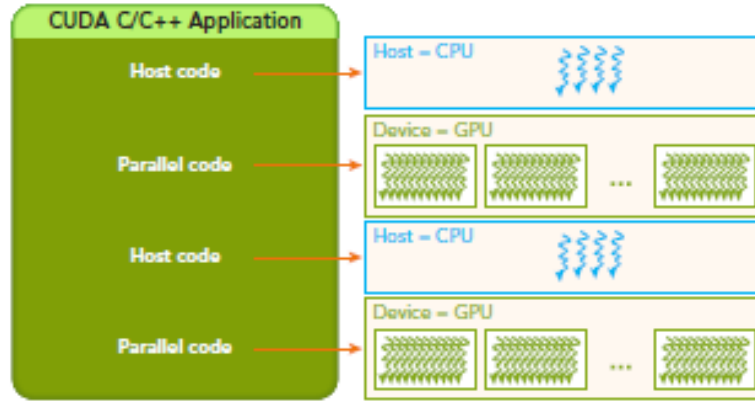 CUDA C/C++ Application
Host code
Host = CPU
Parallel code
Device = GPU
...
Host code
Host = CPU
Parallel code
Device = GPU
...